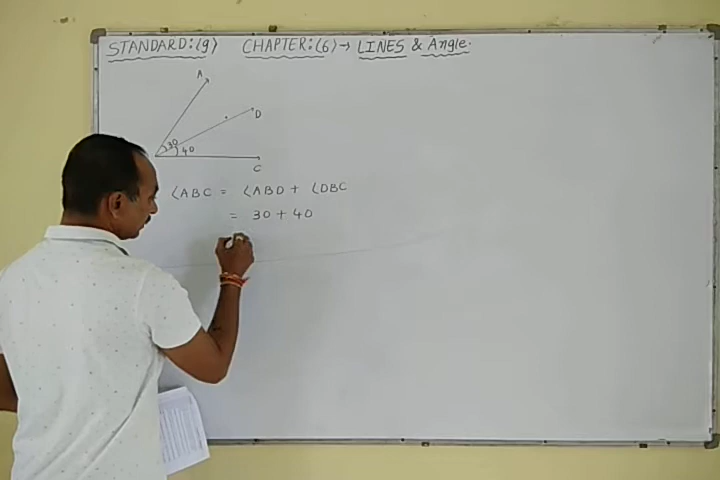 STANDARD:(9) CHAPTER:(6)→ LINES & Angle.
A
D
30
40
C
∠ABC = ∠ABD + ∠DBC
= 30 + 40